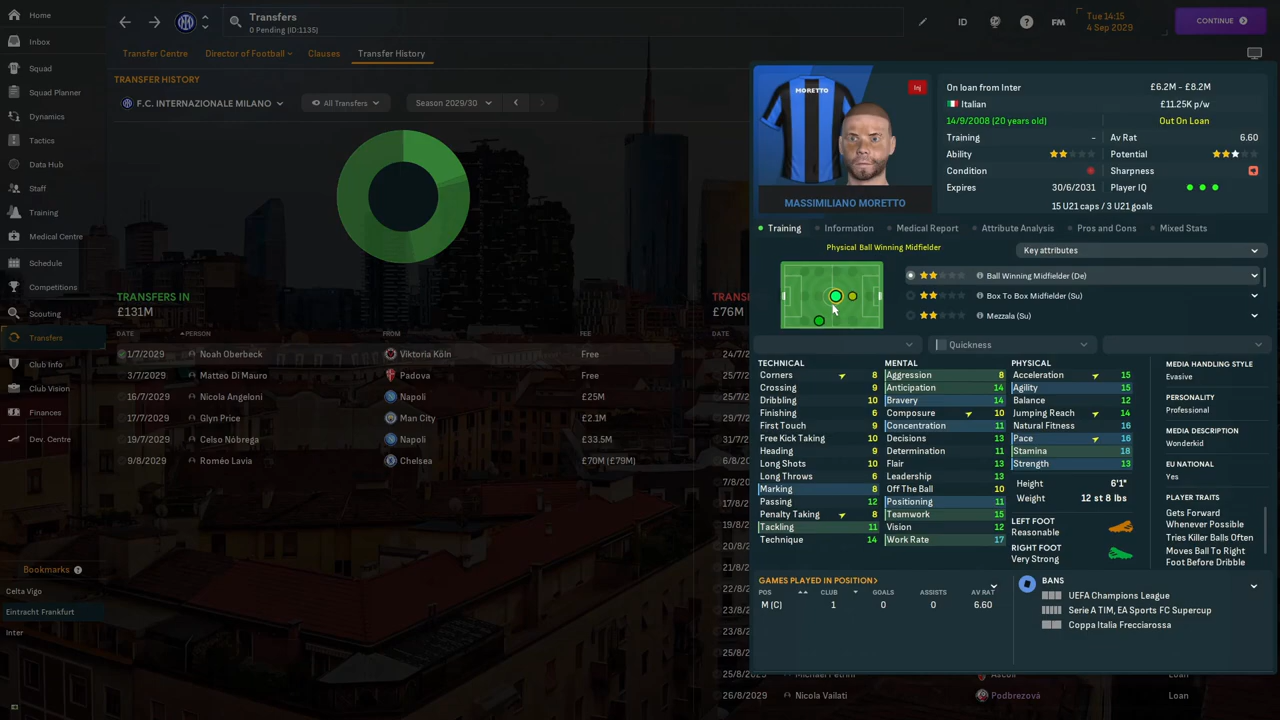 Home
Transfers
0 Pending (ID:1135)
ID
FM
Tue 14:15
4 Sep 2029
CONTINUE
Inbox
Squad
Squad Planner
Dynamics
Tactics
Data Hub
Staff
Training
Medical Centre
Schedule
Competitions
Scouting
Transfers
Club Info
Club Vision
Finances
Dev. Centre
Bookmarks
Celta Vigo
Eintracht Frankfurt
Inter
Transfer Centre
Director of Football
Clauses
Transfer History
TRANSFER HISTORY
F.C. INTERNAZIONALE MILANO
All Transfers
Season 2029/30
TRANSFERS IN
£131M
DATE PERSON FROM FEE
1/7/2029 Noah Oberbeck Viktoria Köln Free
3/7/2029 Matteo Di Mauro Padova Free
16/7/2029 Nicola Angeloni Napoli £25M
17/7/2029 Glyn Price Man City £2.1M
19/7/2029 Celso Nóbrega Napoli £33.5M
9/8/2029 Roméo Lavia Chelsea £70M (£79M)
£76M
DATE
26/8/2029 Nicola Vailati Podbrezová Loan
MORETTO
Inj
MASSIMILIANO MORETTO
On loan from Inter £6.2M - £8.2M
Italian £11.25K p/w
14/9/2008 (20 years old) Out On Loan
Training - Av Rat 6.60
Ability Potential
Condition Sharpness
Expires 30/6/2031 Player IQ
15 U21 caps / 3 U21 goals
Training Information Medical Report Attribute Analysis Pros and Cons Mixed Stats
Physical Ball Winning Midfielder
Key attributes
Ball Winning Midfielder (De)
Box To Box Midfielder (Su)
Mezzala (Su)
Quickness
TECHNICAL
Corners 8
Crossing 9
Dribbling 10
Finishing 6
First Touch 9
Free Kick Taking 10
Heading 9
Long Shots 10
Long Throws 6
Marking 8
Passing 12
Penalty Taking 8
Tackling 11
Technique 14
MENTAL
Aggression 8
Anticipation 14
Bravery 14
Composure 10
Concentration 11
Decisions 13
Determination 11
Flair 13
Leadership 13
Off The Ball 10
Positioning 11
Teamwork 15
Vision 12
Work Rate 17
PHYSICAL
Acceleration 15
Agility 15
Balance 12
Jumping Reach 14
Natural Fitness 16
Pace 16
Stamina 16
Strength 13
Height 6'1"
Weight 12 st 8 lbs
LEFT FOOT
Reasonable
RIGHT FOOT
Very Strong
MEDIA HANDLING STYLE
Evasive
PERSONALITY
Professional
MEDIA DESCRIPTION
Wonderkid
EU NATIONAL
Yes
PLAYER TRAITS
Gets Forward
Whenever Possible
Tries Killer Balls Often
Moves Ball To Right
Foot Before Dribble
GAMES PLAYED IN POSITION
POS CLUB GOALS ASSISTS AV RAT
M (C) 1 0 0 6.60
BANS
UEFA Champions League
Serie A TIM, EA Sports FC Supercup
Coppa Italia Frecciarossa